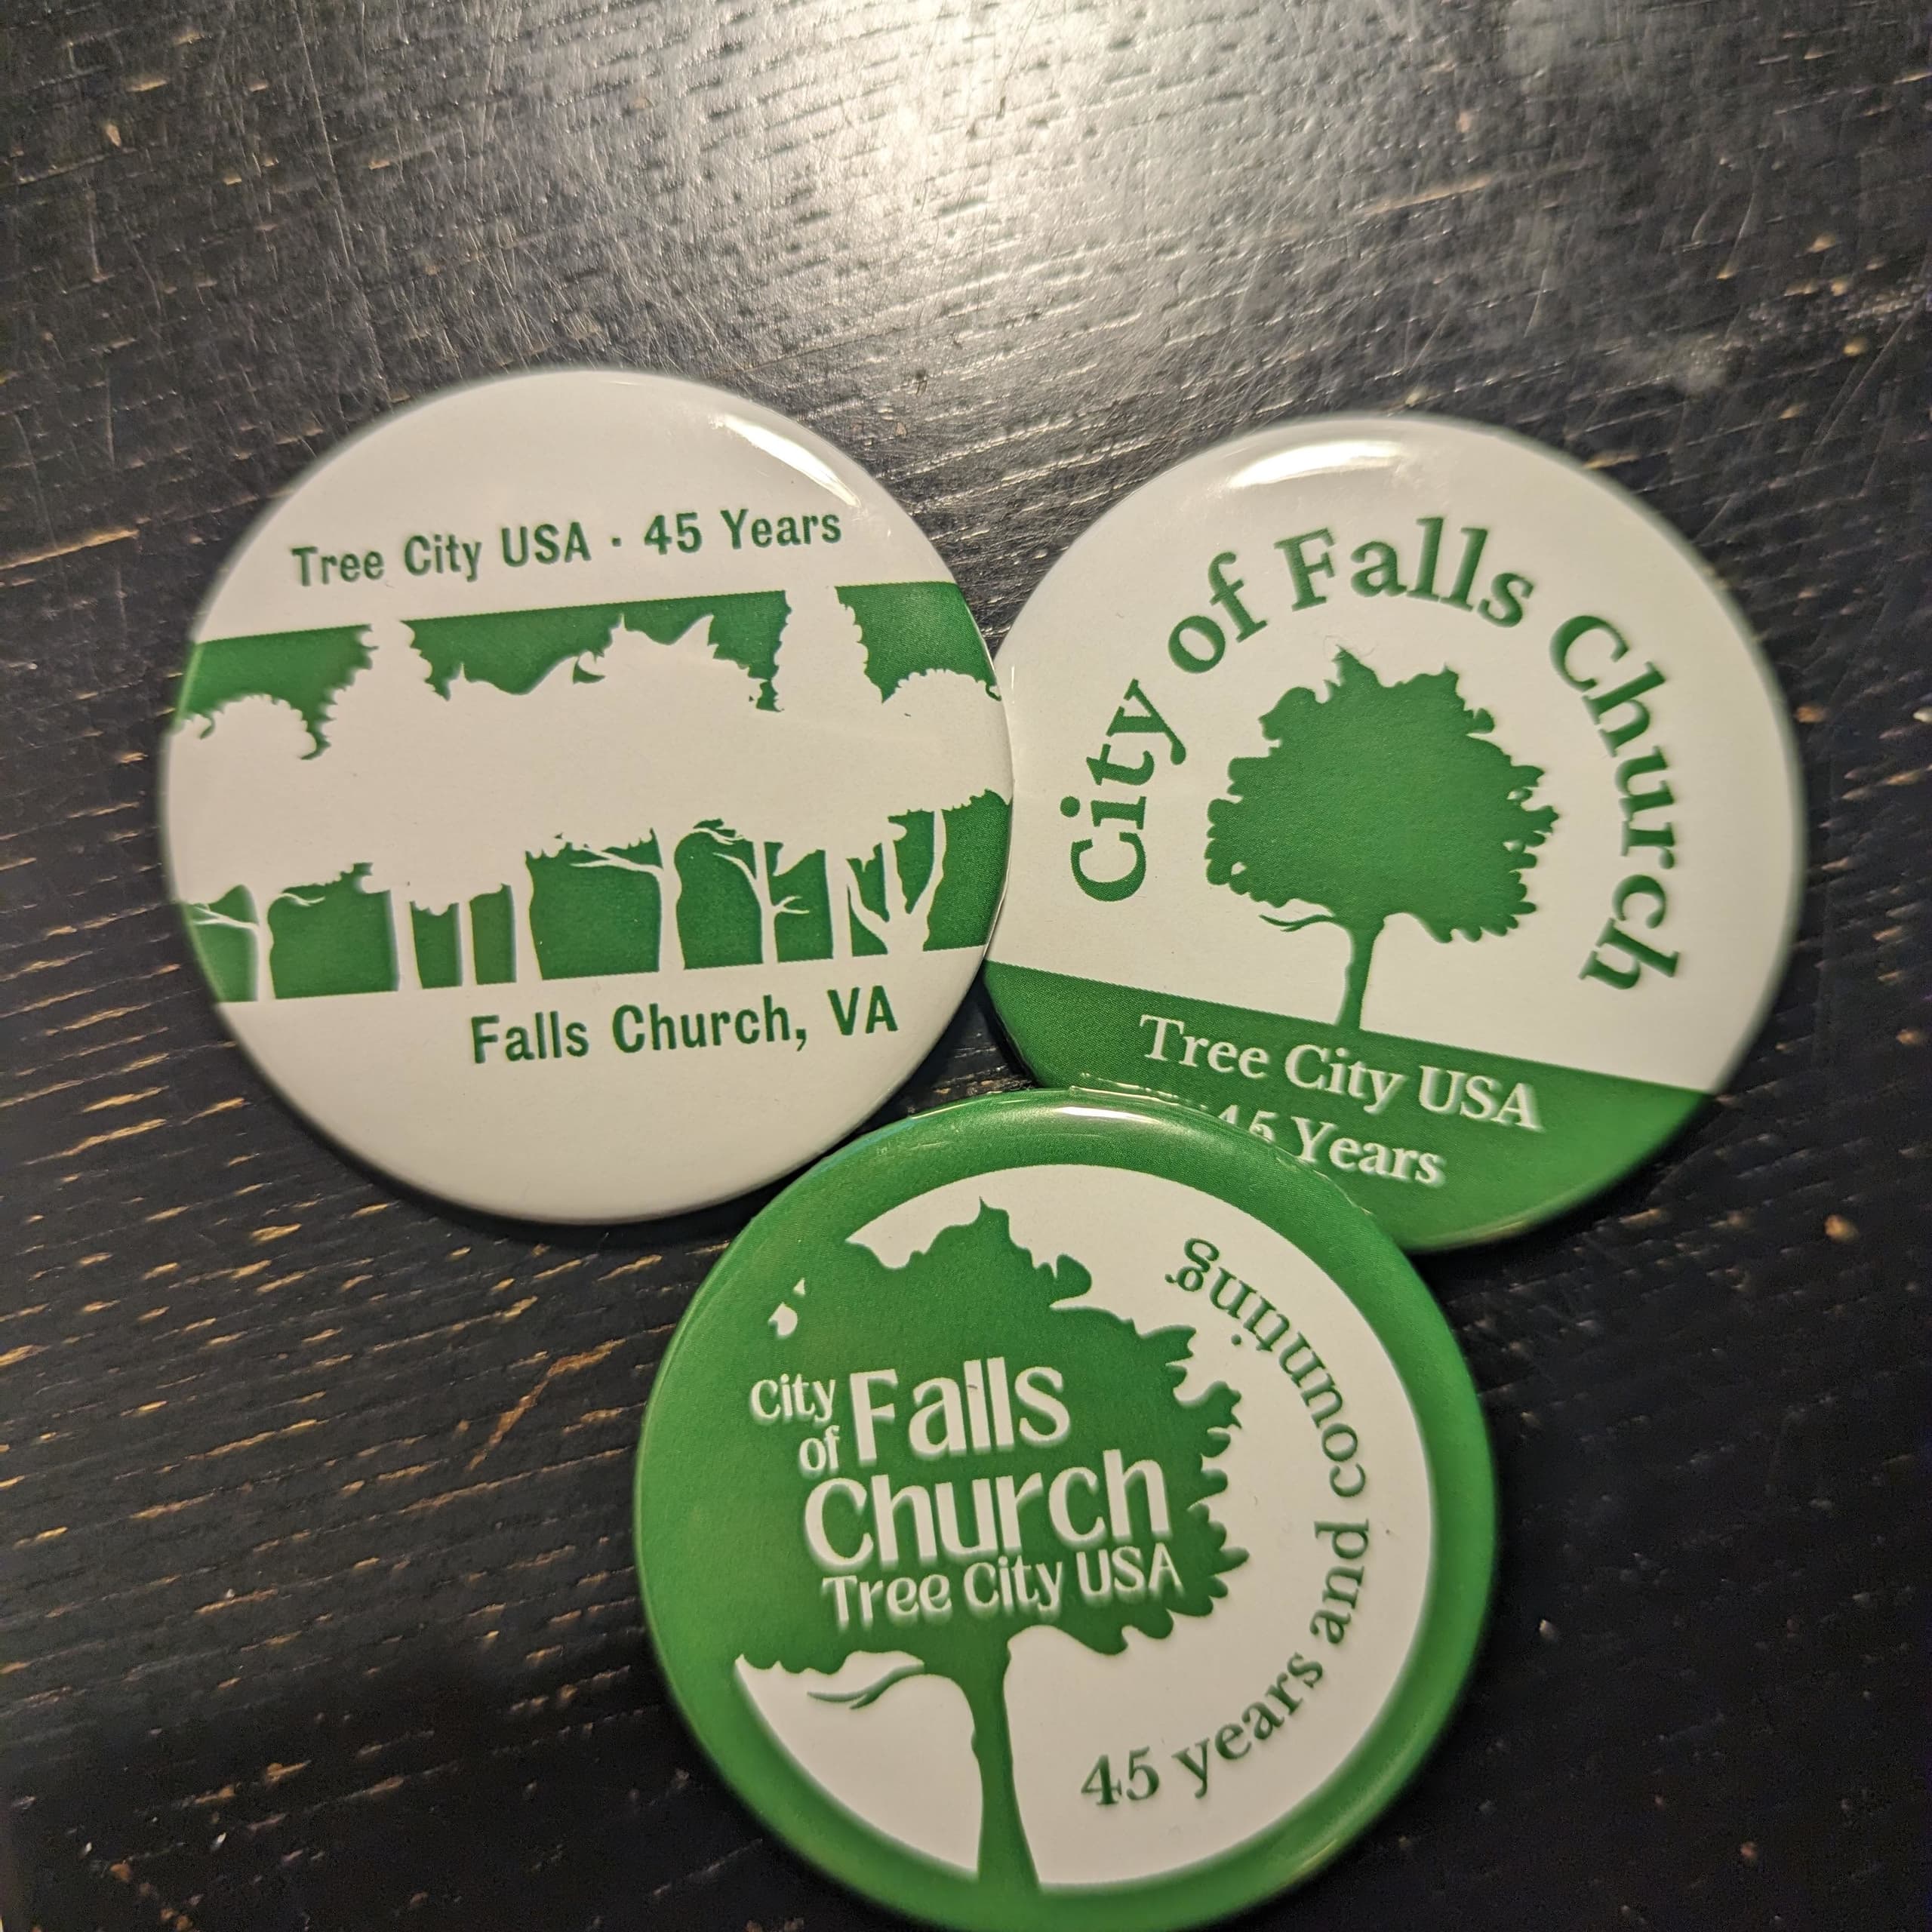 Tree City USA · 45 Years
Falls Church, VA
City of Falls Church
Tree City USA
45 Years
City
of Falls
Church
Tree City USA
45 years and counting